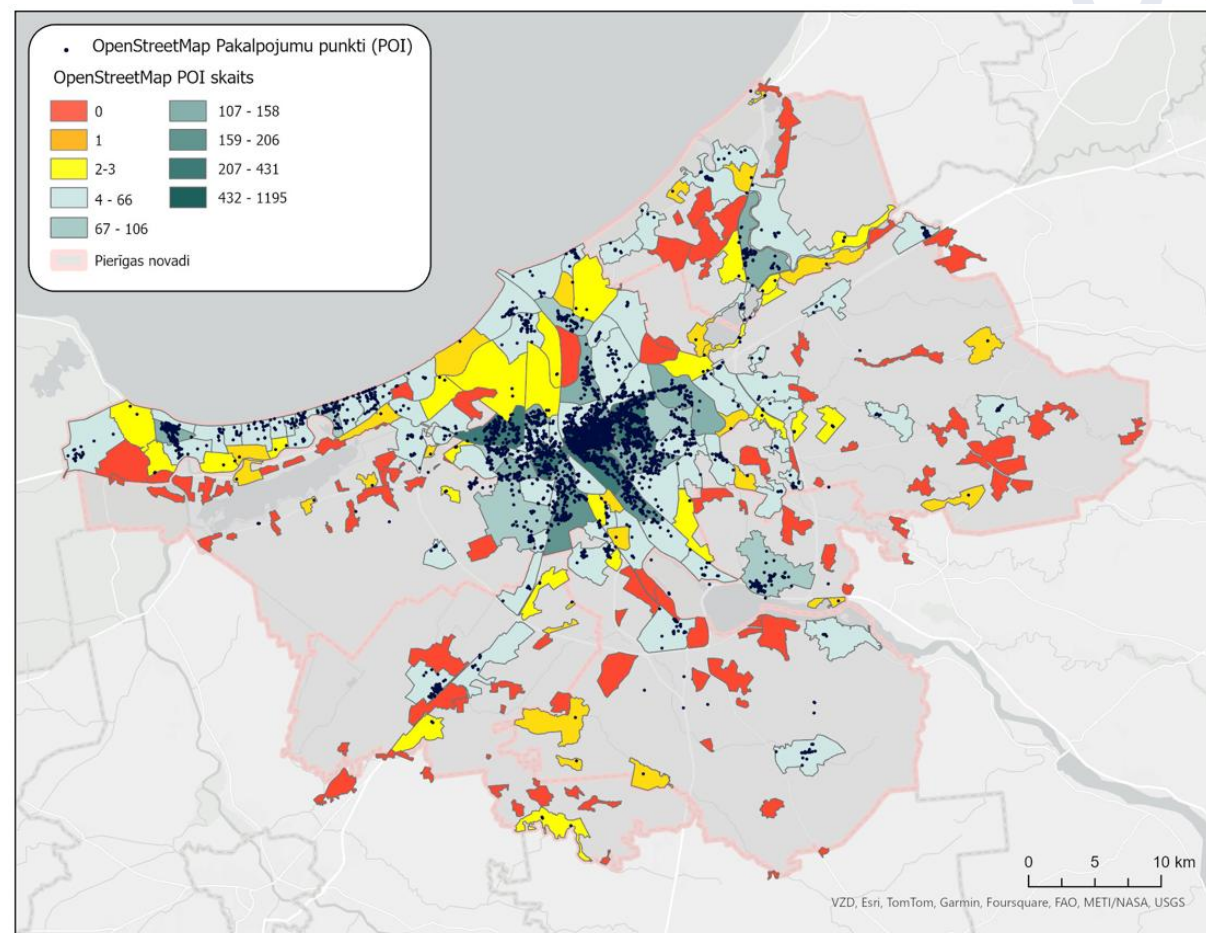 OpenStreetMap Pakalpojumu punkti (POI)
OpenStreetMap POI skaits
0
1
2-3
4 - 66
67 - 106
107 - 158
159 - 206
207 - 431
432 - 1195
Pierīgas novadi
0 5 10 km
VZD, Esri, TomTom, Garmin, Foursquare, FAO, METI/NASA, USGS